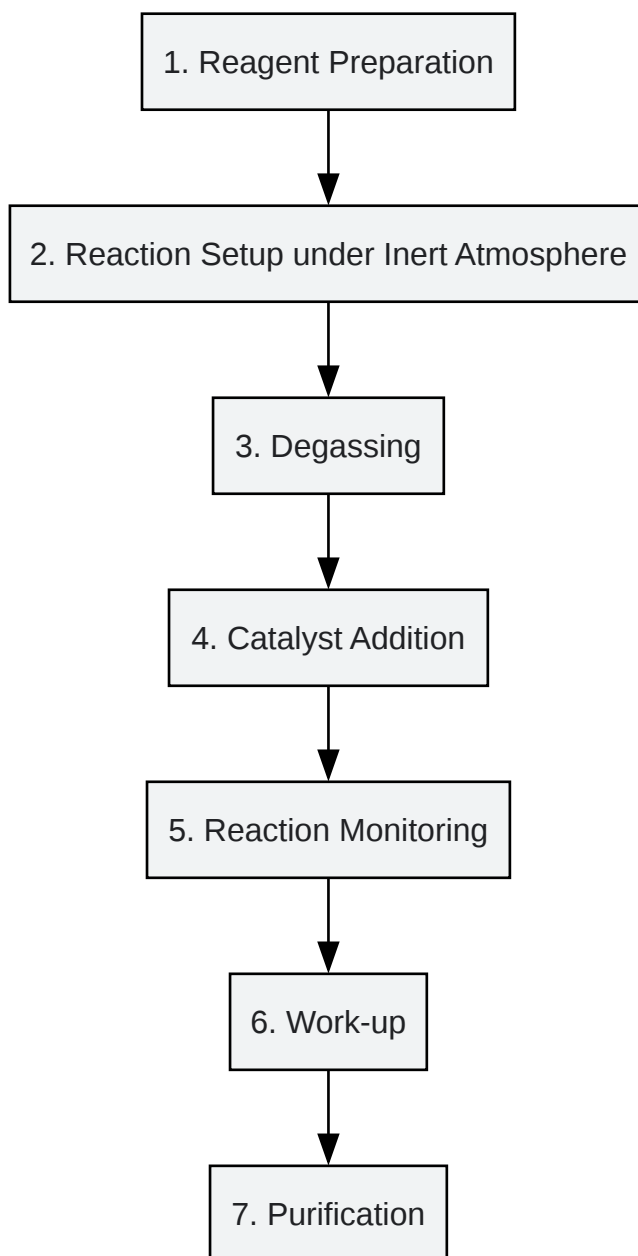 1. Reagent Preparation
2. Reaction Setup under Inert Atmosphere
3. Degassing
4. Catalyst Addition
5. Reaction Monitoring
6. Work-up
7. Purification